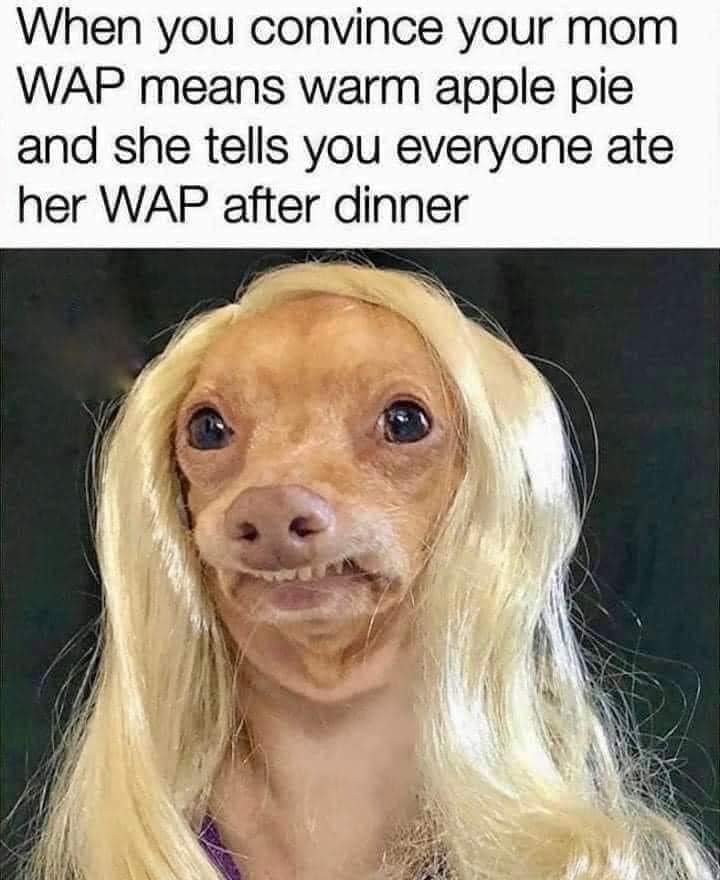 When you convince your mom
WAP means warm apple pie
and she tells you everyone ate
her WAP after dinner